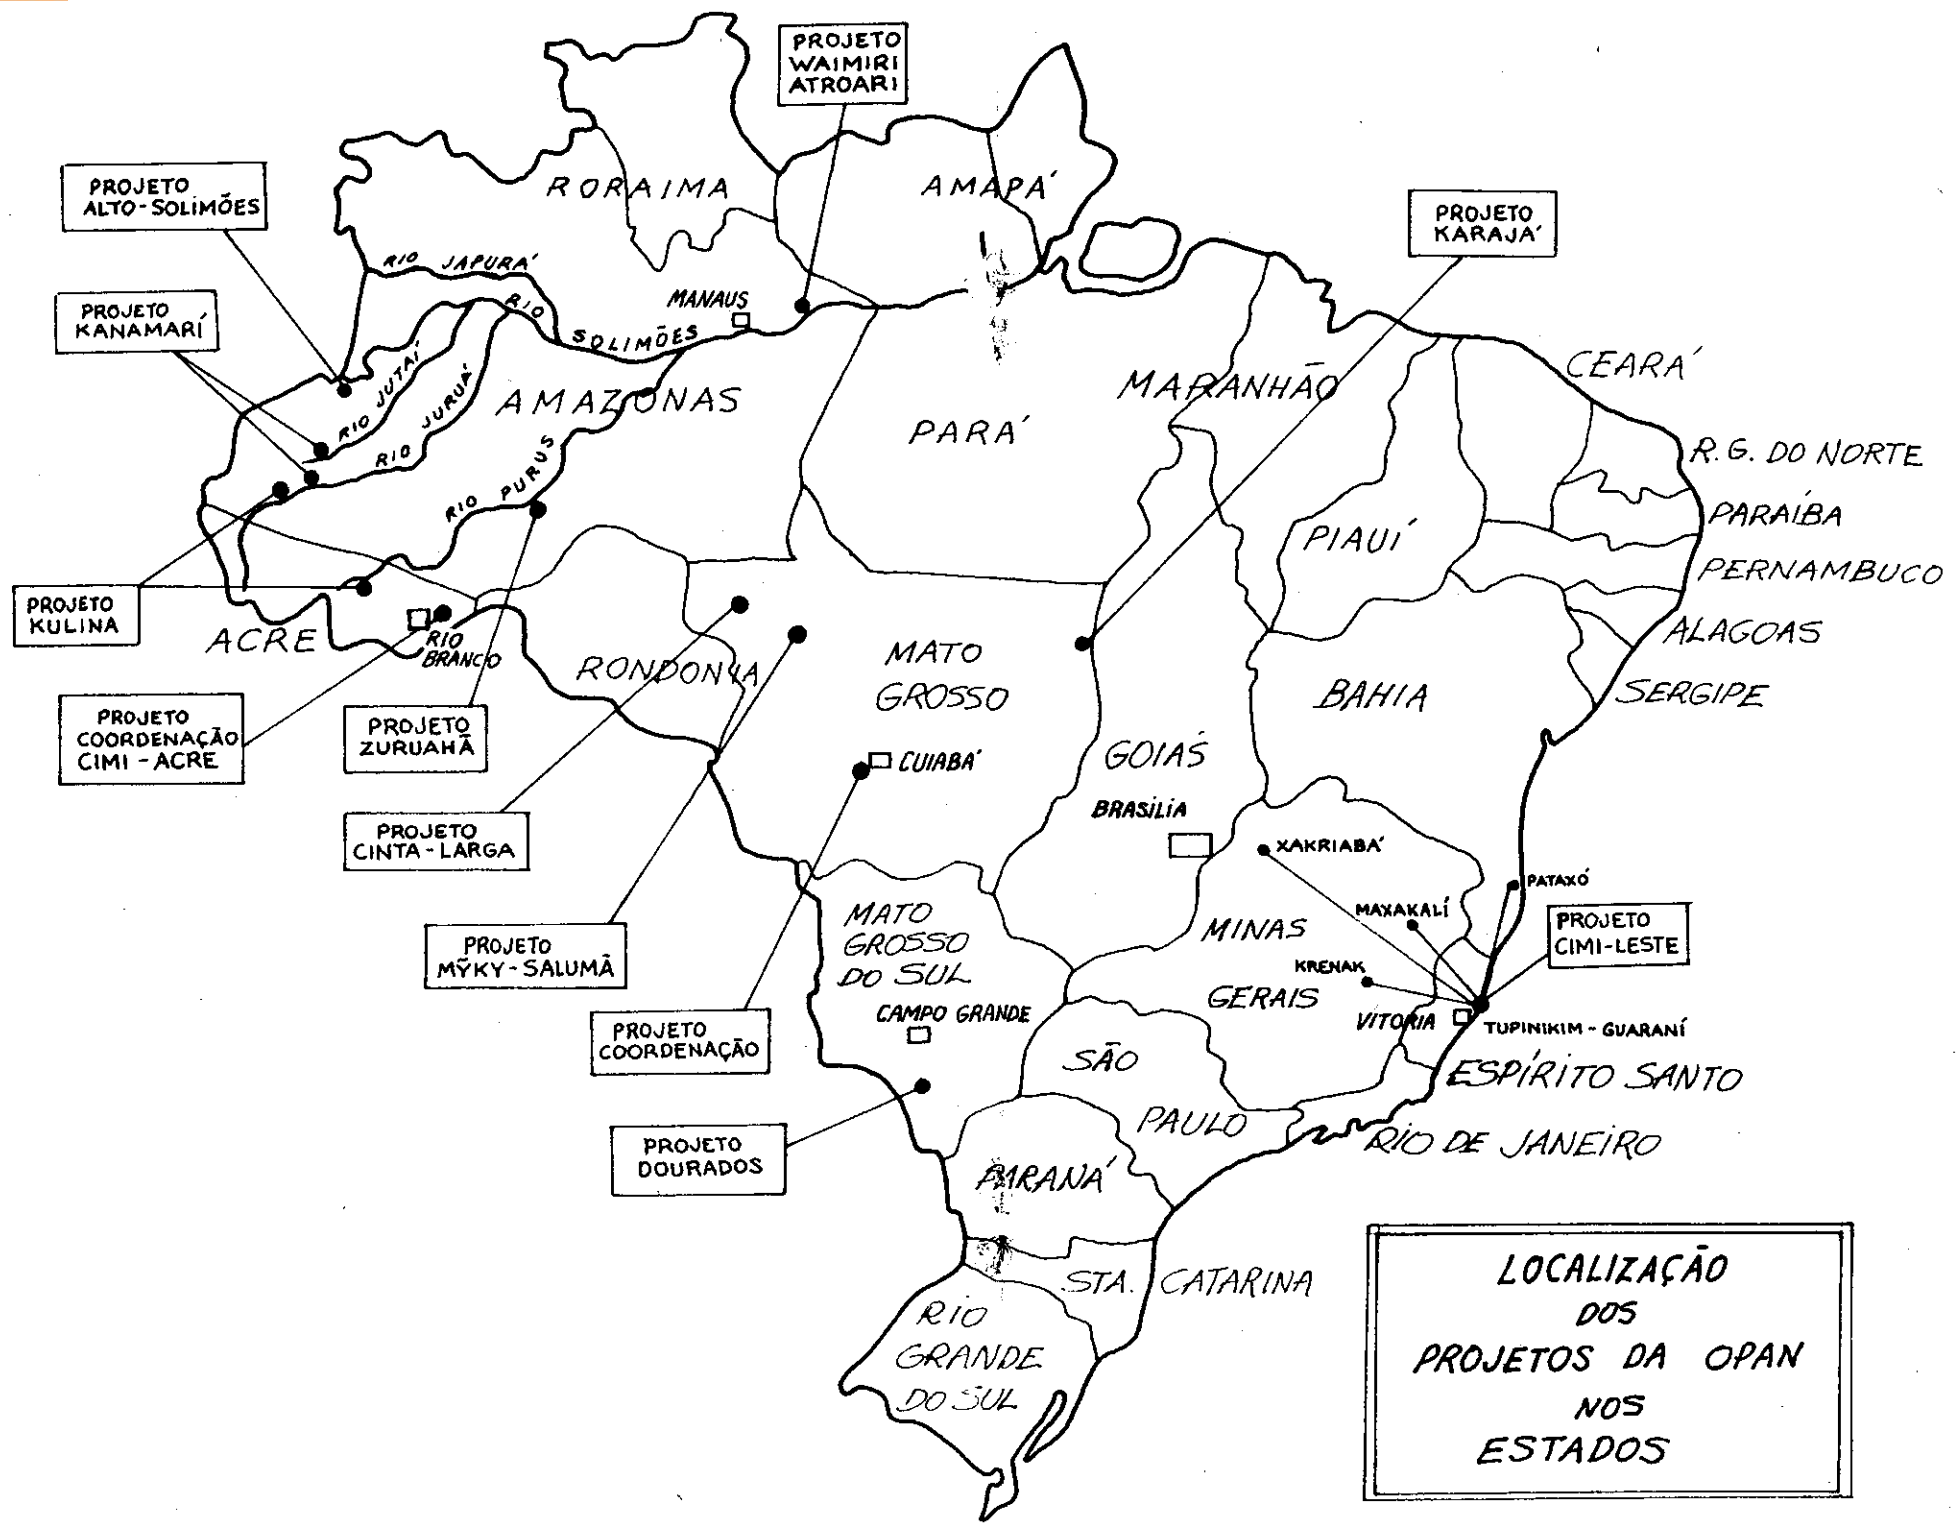 PROJETO
WAIMIRI
ATROARI
PROJETO
ALTO-SOLIMÕES
RORAIMA
AMAPÁ
PROJETO
KARAJÁ
RIO JAPURÁ
PROJETO
KANAMARÍ
MANAUS
RIO SOLIMÕES
RIO JUTAÍ
RIO JURUÁ
AMAZONAS
PARÁ
MARANHÃO
CEARÁ
R.G. DO NORTE
RIO PURUS
PARAÍBA
PIAUÍ
PERNAMBUCO
PROJETO
KULINA
ACRE
RIO
BRANCO
RONDONYA
MATO
GROSSO
ALAGOAS
BAHIA
SERGIPE
PROJETO
COORDENAÇÃO
CIMI-ACRE
PROJETO
ZURUAHÃ
CUIABÁ
GOIÁS
BRASÍLIA
PROJETO
CINTA-LARGA
XAKRIABÁ
PATAXÓ
MAXAKALÍ
PROJETO
CIMI-LESTE
MATO
GROSSO
DO SUL
MINAS
GERAIS
KRENAK
PROJETO
MỸKY-SALUMÃ
CAMPO GRANDE
VITORIA
TUPINIKIM-GUARANÍ
PROJETO
COORDENAÇÃO
SÃO
PAULO
ESPÍRITO SANTO
RIO DE JANEIRO
PROJETO
DOURADOS
PARANÁ
STA. CATARINA
RIO
GRANDE
DO SUL
LOCALIZAÇÃO
DOS
PROJETOS DA OPAN
NOS
ESTADOS